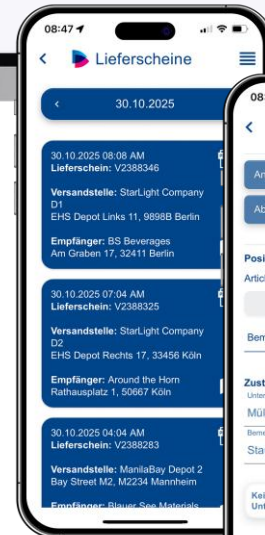 08:47
Lieferscheine
30.10.2025
30.10.2025 08:08 AM
Lieferschein: V2388346
Versandstelle: StarLight Company
D1
EHS Depot Links 11, 9898B Berlin
Empfänger: BS Beverages
Am Graben 17, 32411 Berlin
30.10.2025 07:04 AM
Lieferschein: V2388325
Versandstelle: StarLight Company
D2
EHS Depot Rechts 17, 33456 Köln
Empfänger: Around the Horn
Rathausplatz 1, 50667 Köln
30.10.2025 04:04 AM
Lieferschein: V2388283
Versandstelle: ManilaBay Depot 2
Bay Street M2, M2234 Mannheim
Empfänger: Blauer See Materials
08